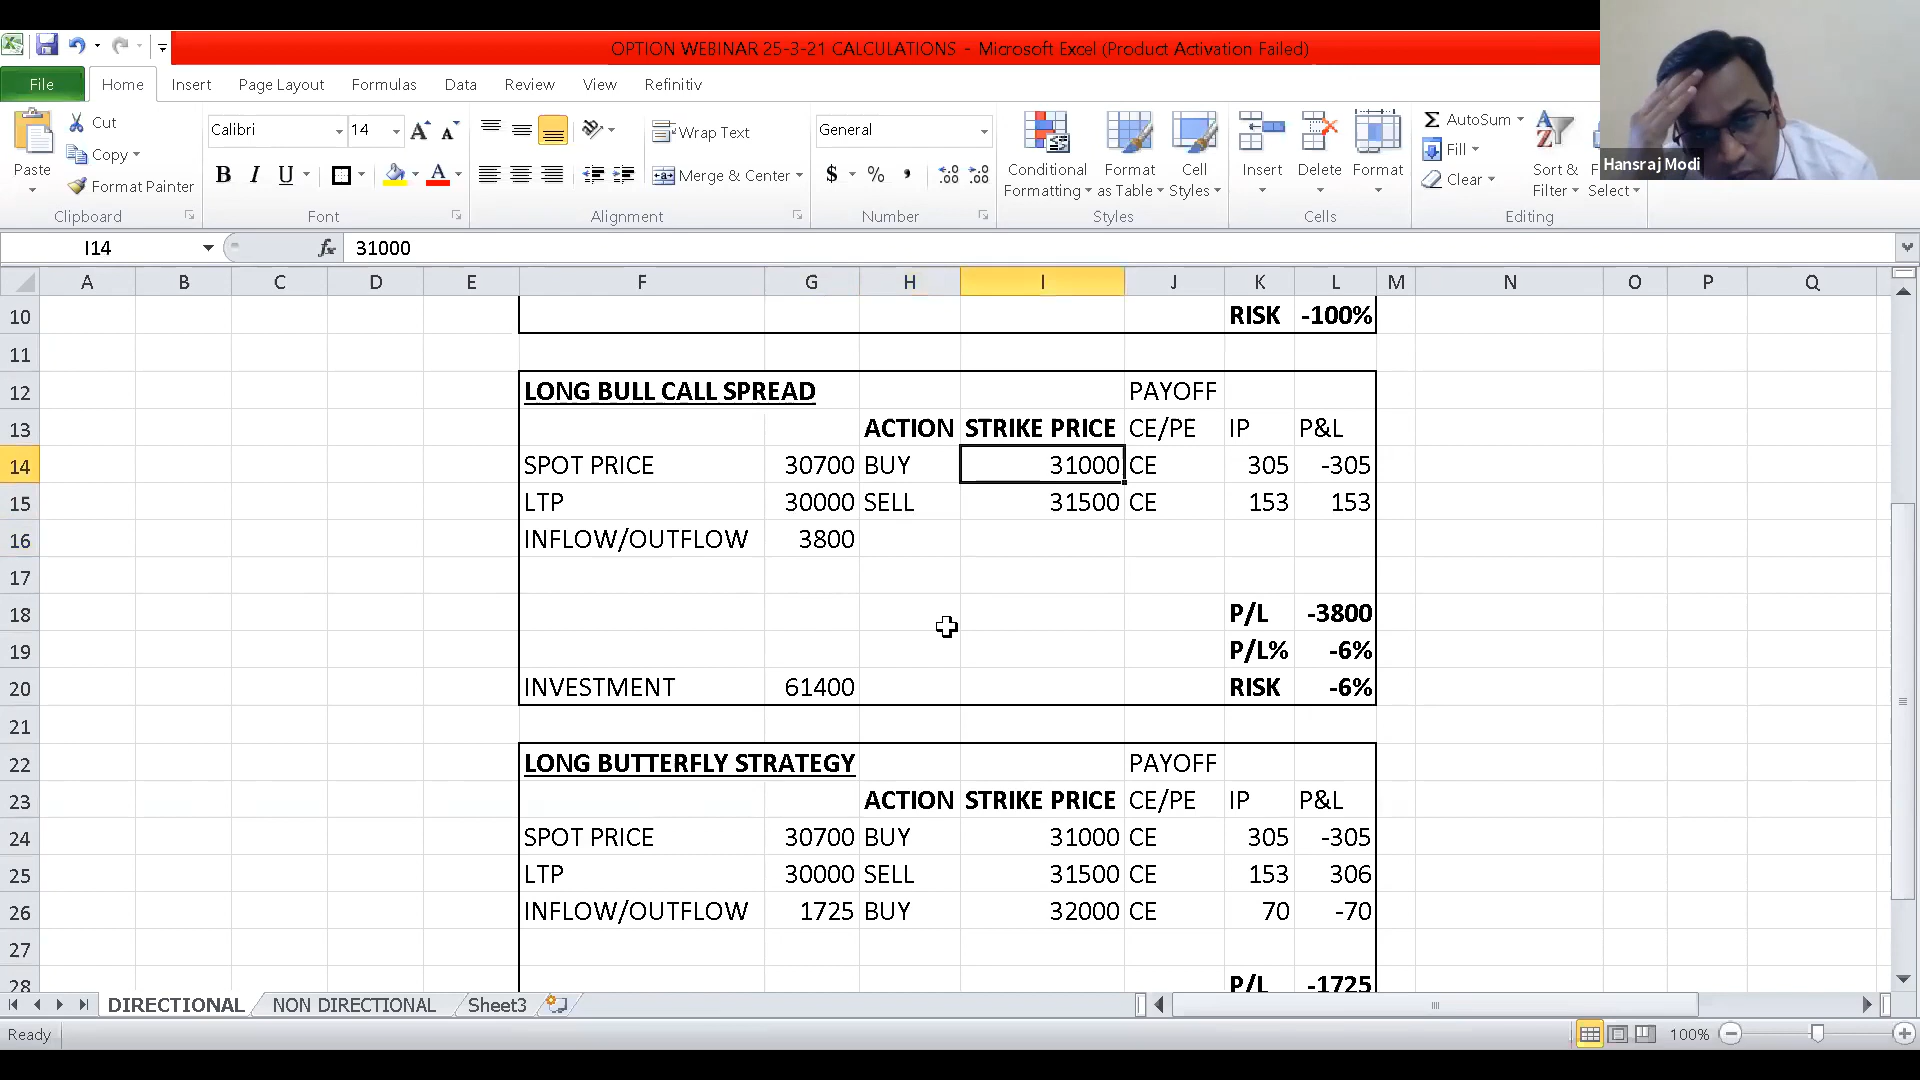 OPTION WEBINAR 25-3-21 CALCULATIONS - Microsoft Excel (Product Activation Failed)
File Home Insert Page Layout Formulas Data Review View Refinitiv
Hansraj Modi
Paste
Cut
Copy
Format Painter
Clipboard
Calibri 14
B I U
Font
Wrap Text
Merge & Center
Alignment
General
$ %
Number
Conditional Formatting
Format as Table
Cell Styles
Styles
Insert Delete Format
Cells
AutoSum
Fill
Clear
Sort & Filter
Select
Editing
I14 fx 31000
A B C D E F G H I J K L M N O P Q
10 RISK -100%
11
12 LONG BULL CALL SPREAD PAYOFF
13 ACTION STRIKE PRICE CE/PE IP P&L
14 SPOT PRICE 30700 BUY 31000 CE 305 -305
15 LTP 30000 SELL 31500 CE 153 153
16 INFLOW/OUTFLOW 3800
17
18 P/L -3800
19 P/L% -6%
20 INVESTMENT 61400 RISK -6%
21
22 LONG BUTTERFLY STRATEGY PAYOFF
23 ACTION STRIKE PRICE CE/PE IP P&L
24 SPOT PRICE 30700 BUY 31000 CE 305 -305
25 LTP 30000 SELL 31500 CE 153 306
26 INFLOW/OUTFLOW 1725 BUY 32000 CE 70 -70
27
28 P/L -1725
DIRECTIONAL NON DIRECTIONAL Sheet3
Ready 100%